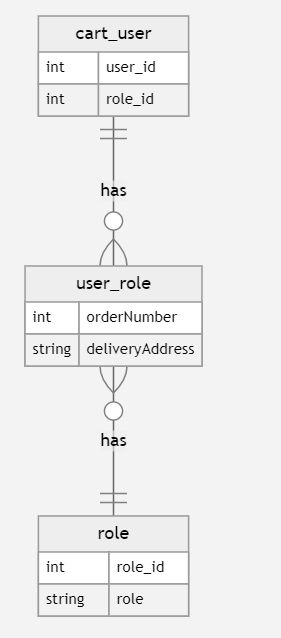 cart_user
int user_id
int role_id
has
user_role
int orderNumber
string deliveryAddress
has
role
int role_id
string role